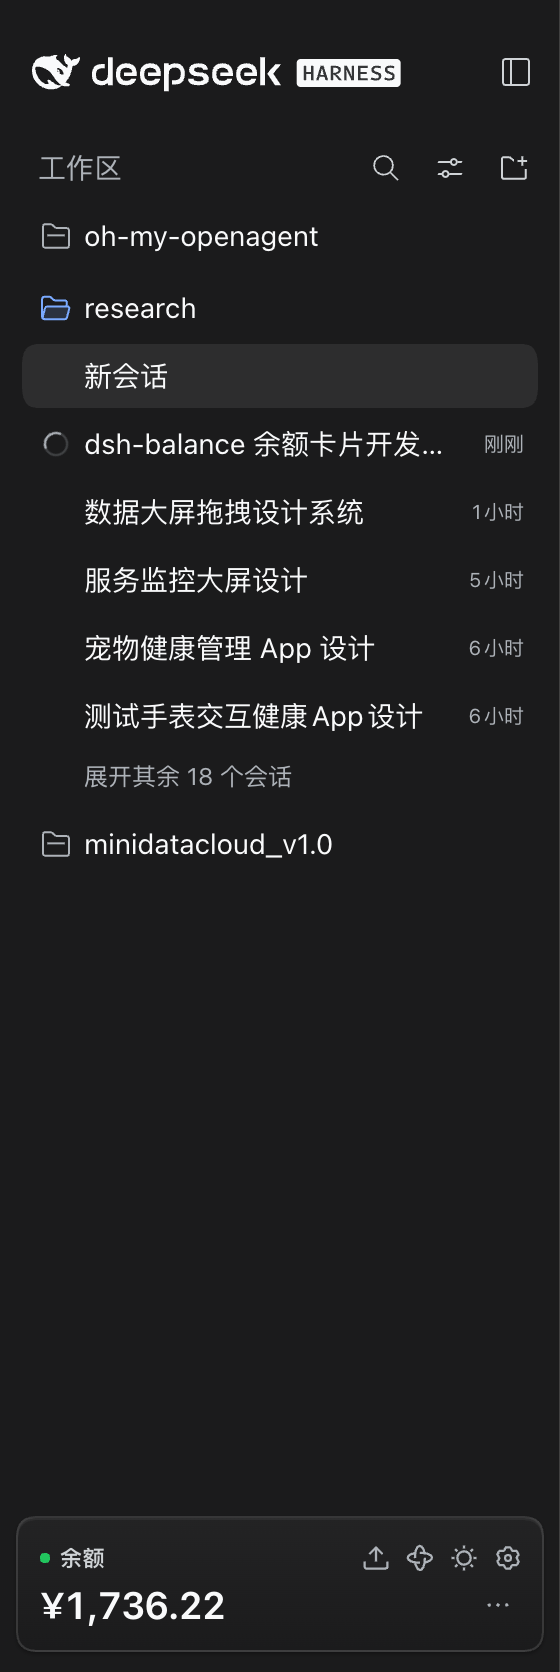 deepseek HARNESS
工作区
oh-my-openagent
research
新会话
dsh-balance 余额卡片开发... 刚刚
数据大屏拖拽设计系统 1小时
服务监控大屏设计 5小时
宠物健康管理 App 设计 6小时
测试手表交互健康App设计 6小时
展开其余 18 个会话
minidatacloud_v1.0
余额
¥1,736.22